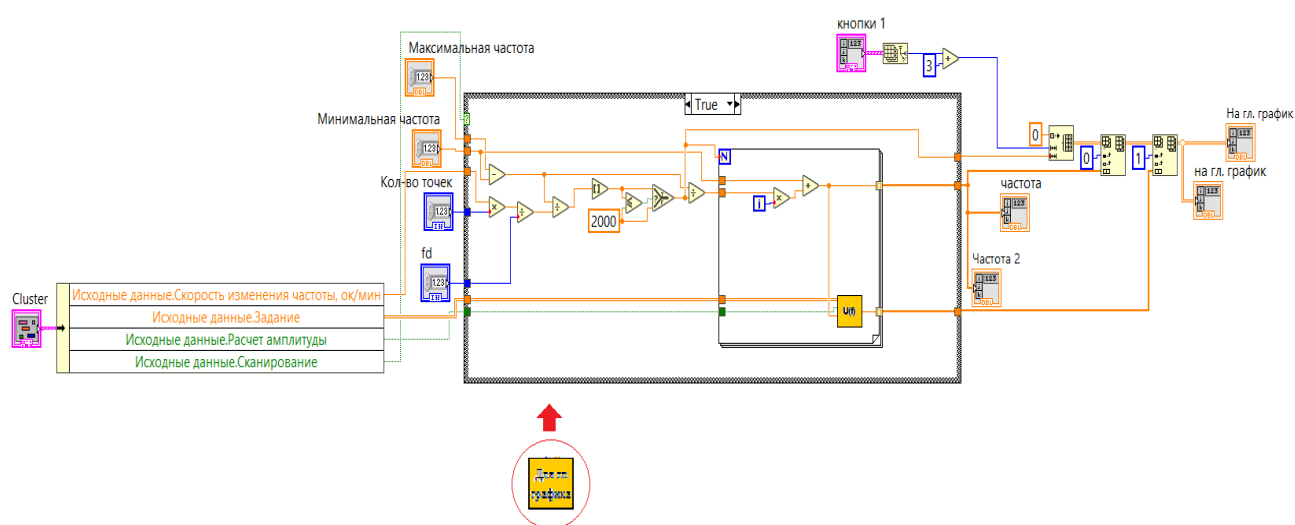 кнопки 1
Максимальная частота
3
True
Минимальная частота
0
На гл. график
N
0
1
Кол-во точек
на гл. график
частота
2000
i
fd
Частота 2
Cluster
Исходные данные.Скорость изменения частоты, ок/мин
Исходные данные.Задание
U(f)
Исходные данные.Расчет амплитуды
Исходные данные.Сканирование
графика